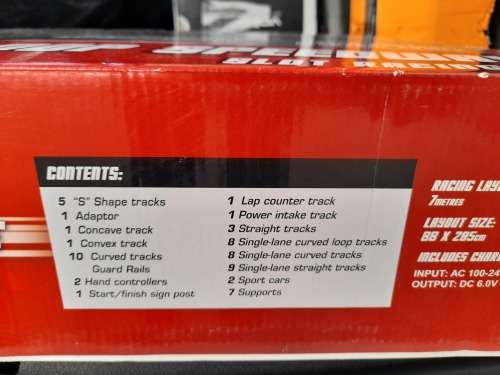 SPEEDWAY
SLOT RACING
CONTENTS:
5 "S" Shape tracks
1 Adaptor
1 Concave track
1 Convex track
10 Curved tracks
Guard Rails
2 Hand controllers
1 Start/finish sign post
1 Lap counter track
1 Power intake track
3 Straight tracks
8 Single-lane curved loop tracks
8 Single-lane curved tracks
9 Single-lane straight tracks
2 Sport cars
7 Supports
RACING LAY
7METRES
LAYOUT SIZE:
88 X 285cm
INCLUDES CHAR
INPUT: AC 100-24
OUTPUT: DC 6.0V